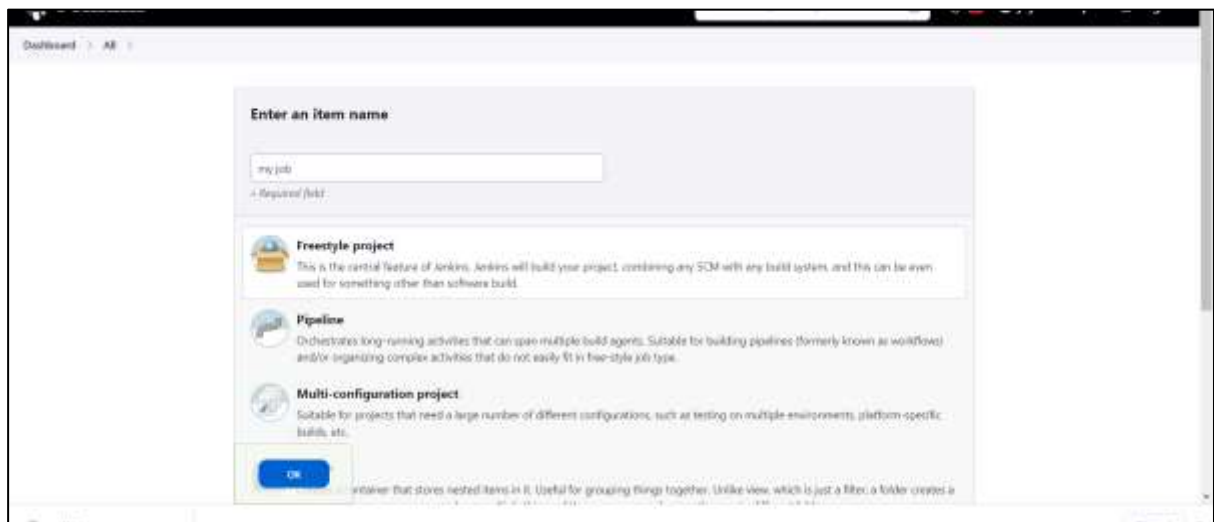 Dashboard > All >
Enter an item name
my job
» Required field
Freestyle project
This is the central feature of Jenkins. Jenkins will build your project, combining any SCM with any build system, and this can be even
used for something other than software build.
Pipeline
Orchestrates long-running activities that can span multiple build agents. Suitable for building pipelines (formerly known as workflows)
and/or organizing complex activities that do not easily fit in free-style job type.
Multi-configuration project
Suitable for projects that need a large number of different configurations, such as testing on multiple environments, platform-specific
builds, etc.
OK
container that stores nested items in it. Useful for grouping things together. Unlike view, which is just a filter, a folder creates a